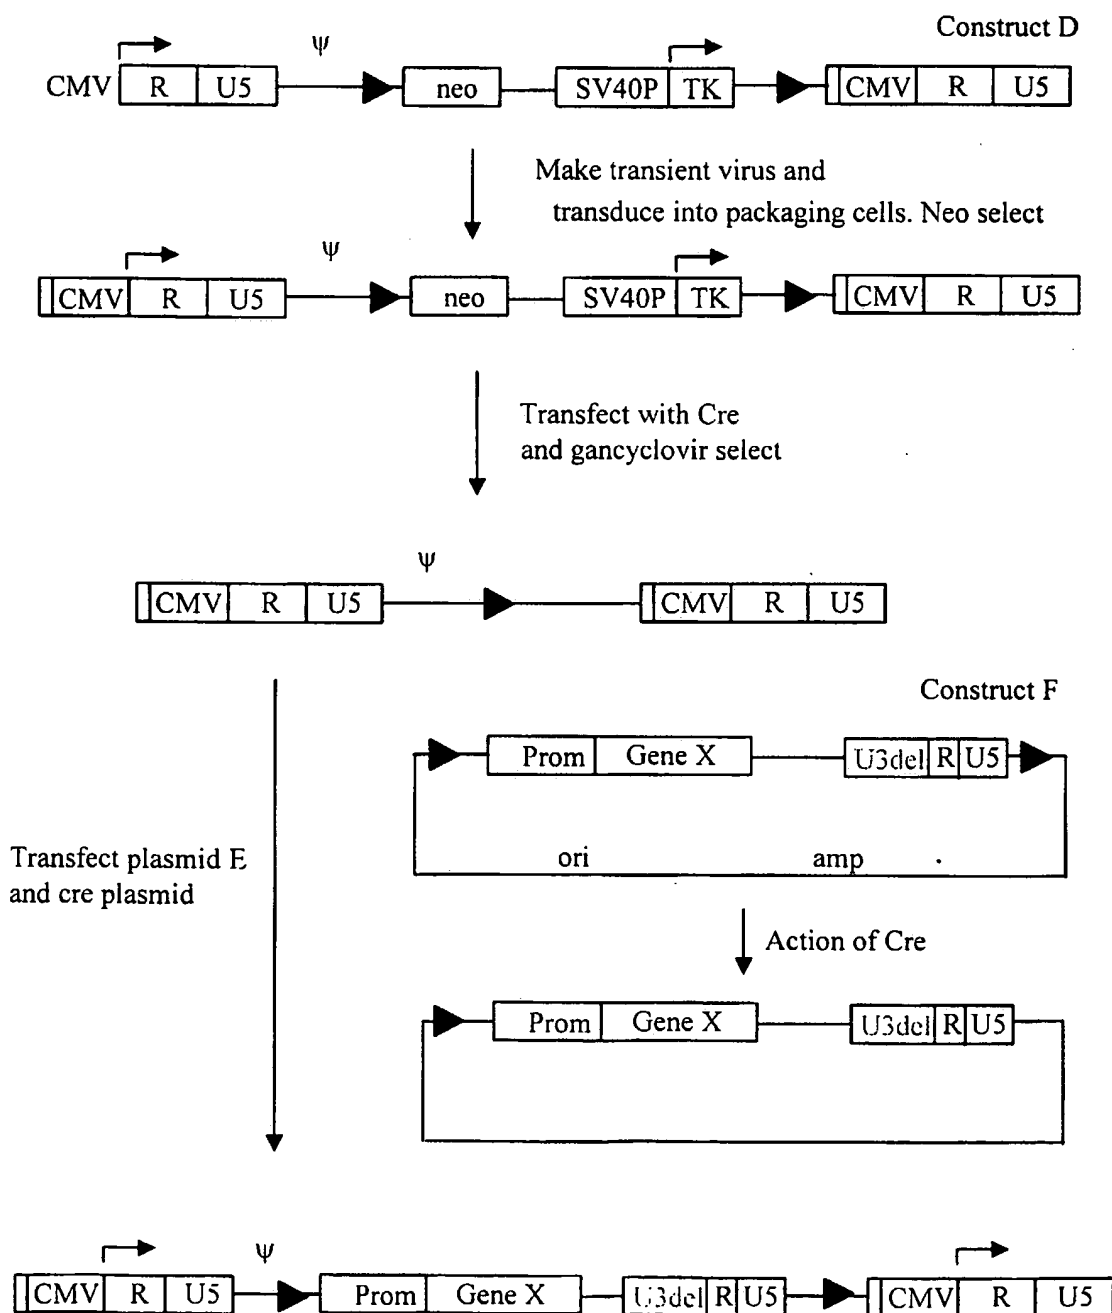 Construct D
ψ
CMV R U5 neo SV40P TK CMV R U5
Make transient virus and
transduce into packaging cells. Neo select
ψ
CMV R U5 neo SV40P TK CMV R U5
Transfect with Cre
and gancyclovir select
ψ
CMV R U5 CMV R U5
Construct F
Prom Gene X U3del R U5
ori amp
Transfect plasmid E
and cre plasmid
Action of Cre
Prom Gene X U3del R U5
ψ
CMV R U5 Prom Gene X U3del R U5 CMV R U5